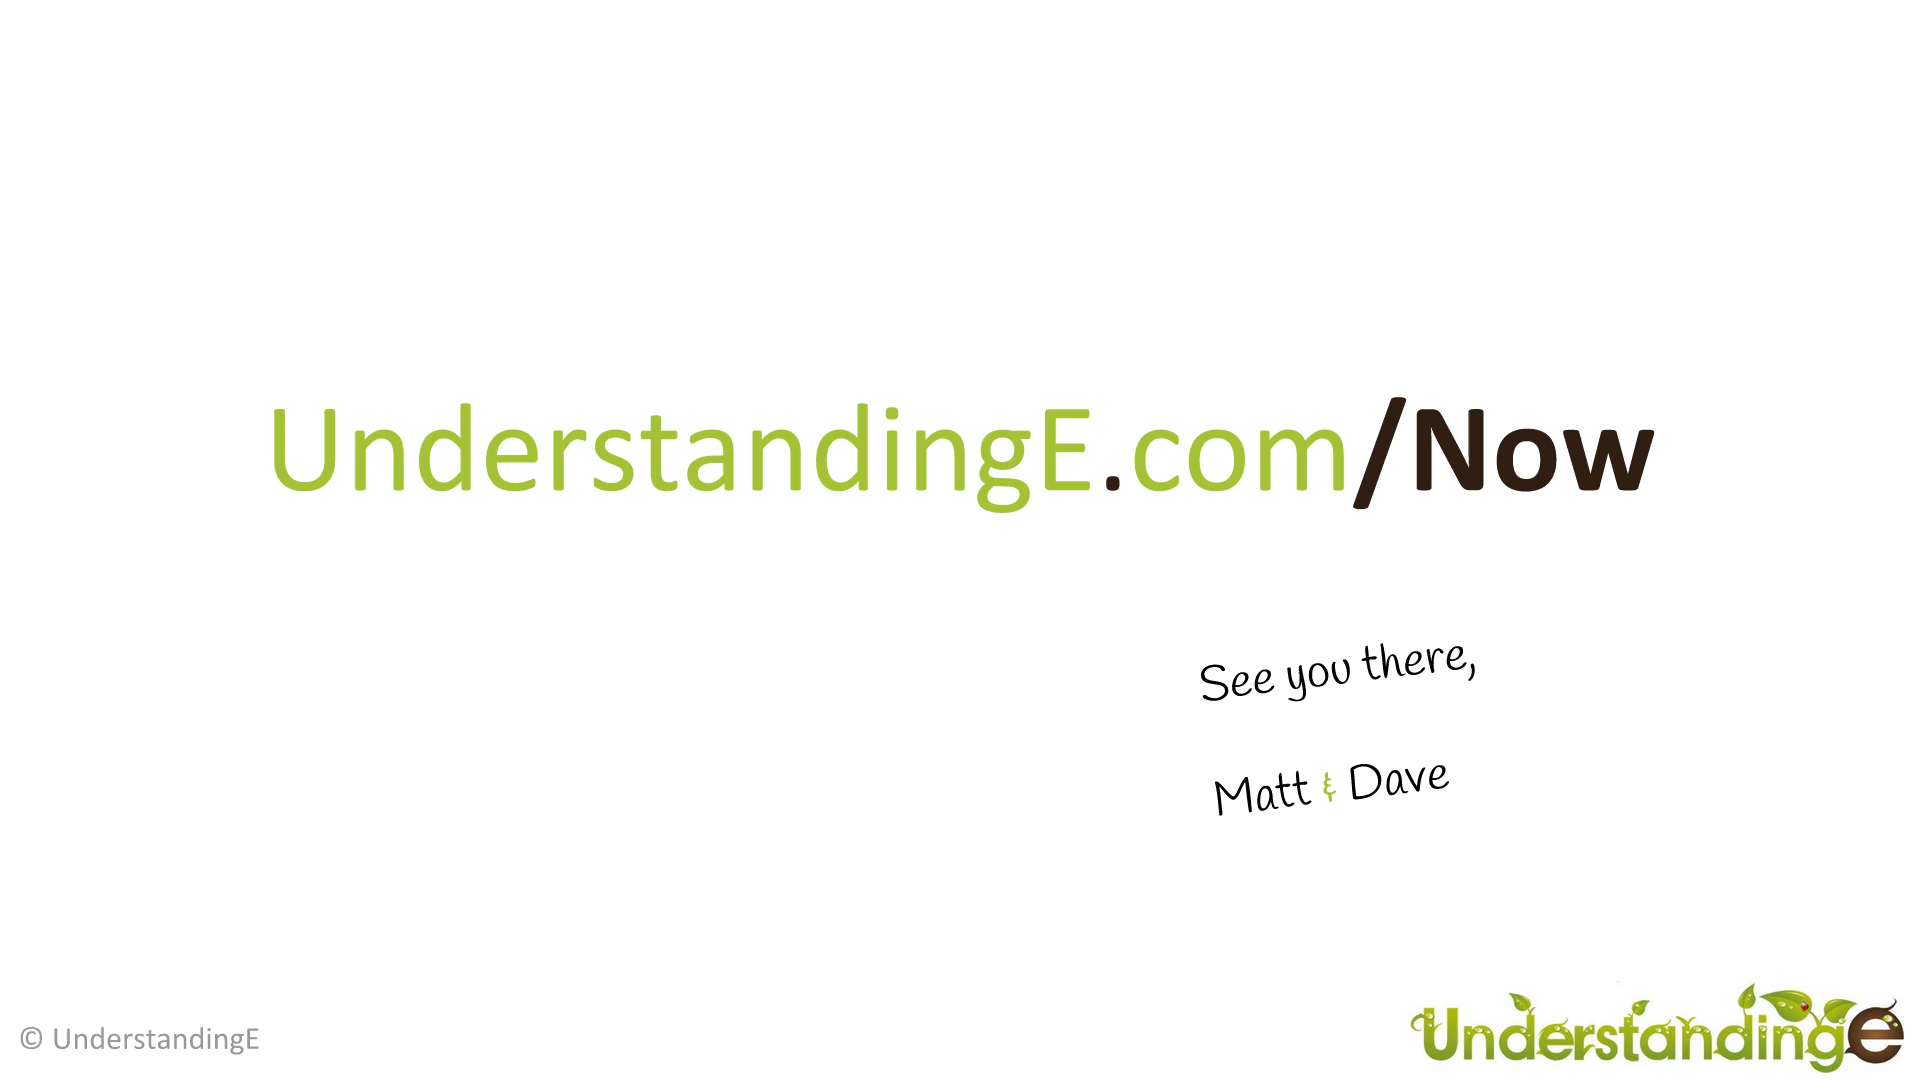 UnderstandingE.com/Now
See you there,
Matt & Dave
© UnderstandingE
UnderstandingE